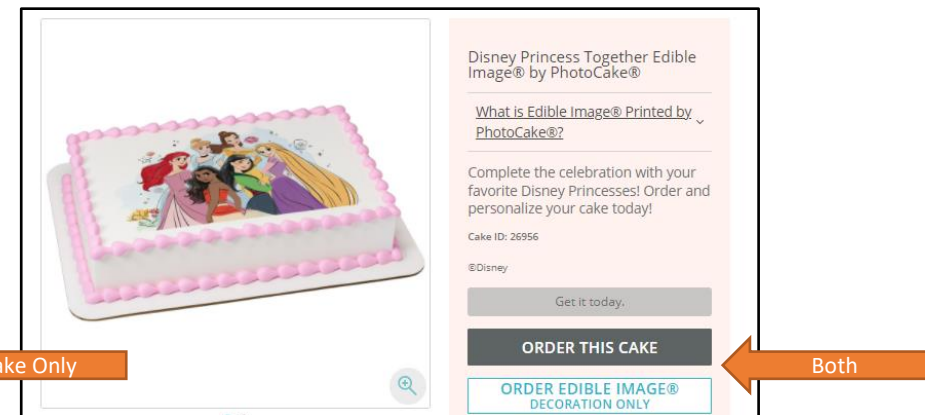 Disney Princess Together Edible
Image® by PhotoCake®
What is Edible Image® Printed by
PhotoCake®?
Complete the celebration with your
favorite Disney Princesses! Order and
personalize your cake today!
Cake ID: 26956
©Disney
Get it today.
ORDER THIS CAKE
ORDER EDIBLE IMAGE®
DECORATION ONLY
Only
Both